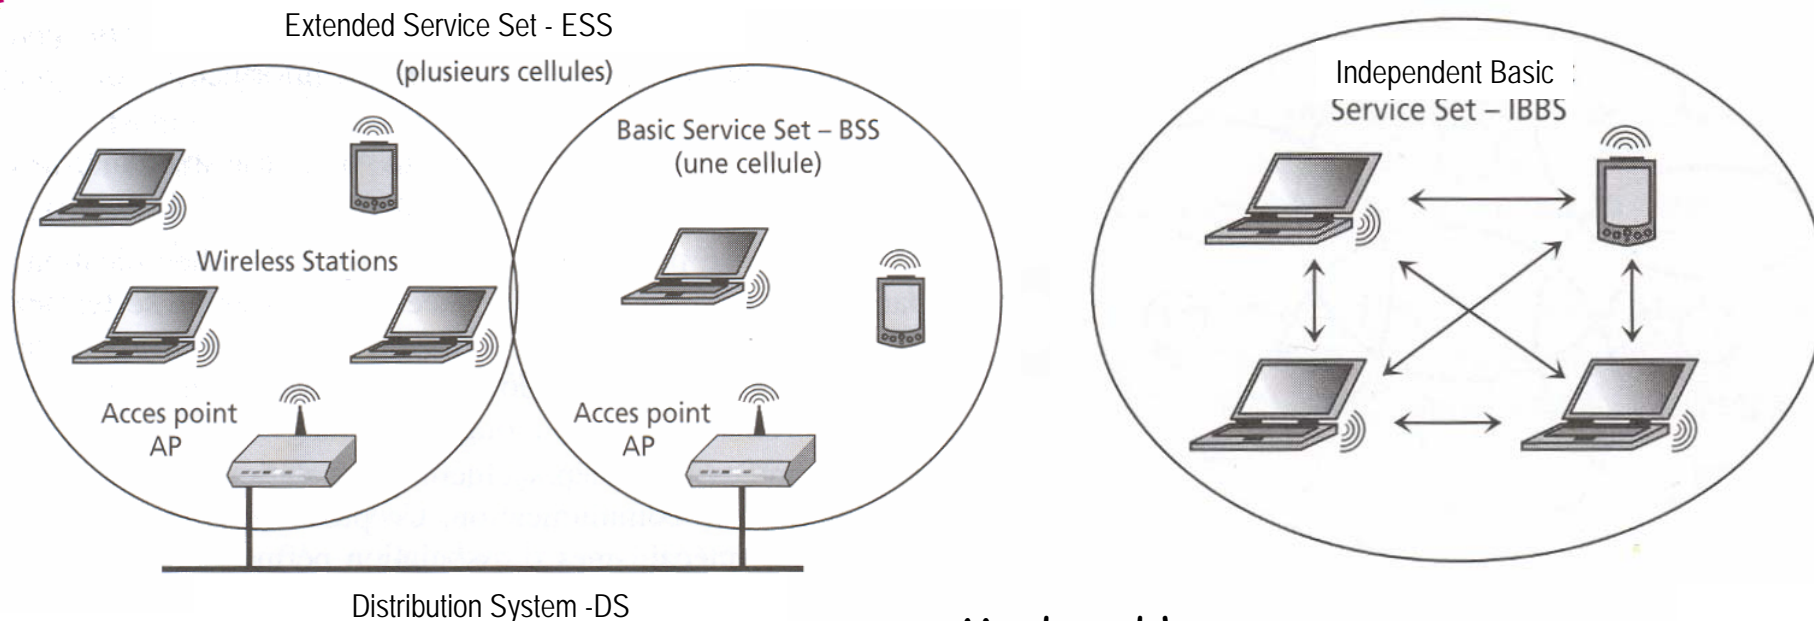 Extended Service Set - ESS
(plusieurs cellules)
Basic Service Set – BSS
(une cellule)
Wireless Stations
Acces point
AP
Acces point
AP
Distribution System -DS
Independent Basic
Service Set – IBBS